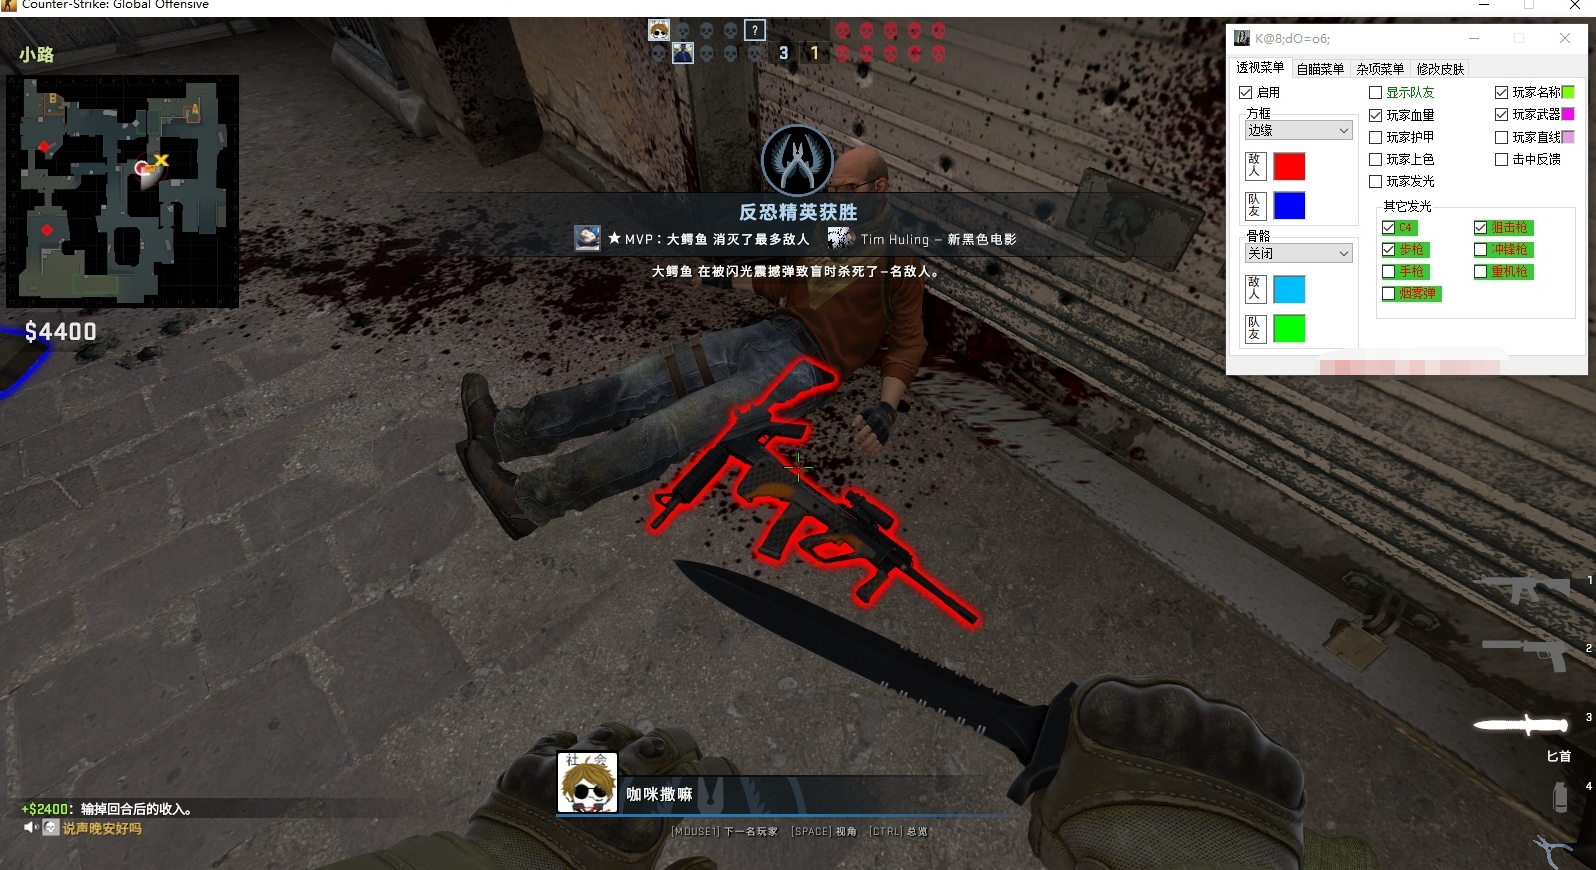 Counter-Strike: Global Offensive
小路
B
A
$4400
?
3 1
反恐精英获胜
★ MVP：大鳄鱼 消灭了最多敌人 Tim Huling – 新黑色电影
大鳄鱼 在被闪光震撼弹致盲时杀死了一名敌人。
K@8;dO=o6;
透视菜单 自瞄菜单 杂项菜单 修改皮肤
启用
方框
边缘
敌人
队友
骨骼
关闭
敌人
队友
显示队友
玩家血量
玩家护甲
玩家上色
玩家发光
玩家名称
玩家武器
玩家直线
击中反馈
其它发光
C4 狙击枪
步枪 冲锋枪
手枪 重机枪
烟雾弹
1
2
3
匕首
4
社 会
咖咪撒嘛
[MOUSE1] 下一名玩家 [SPACE] 视角 [CTRL] 总览
+$2400：输掉回合后的收入。
说声晚安好吗